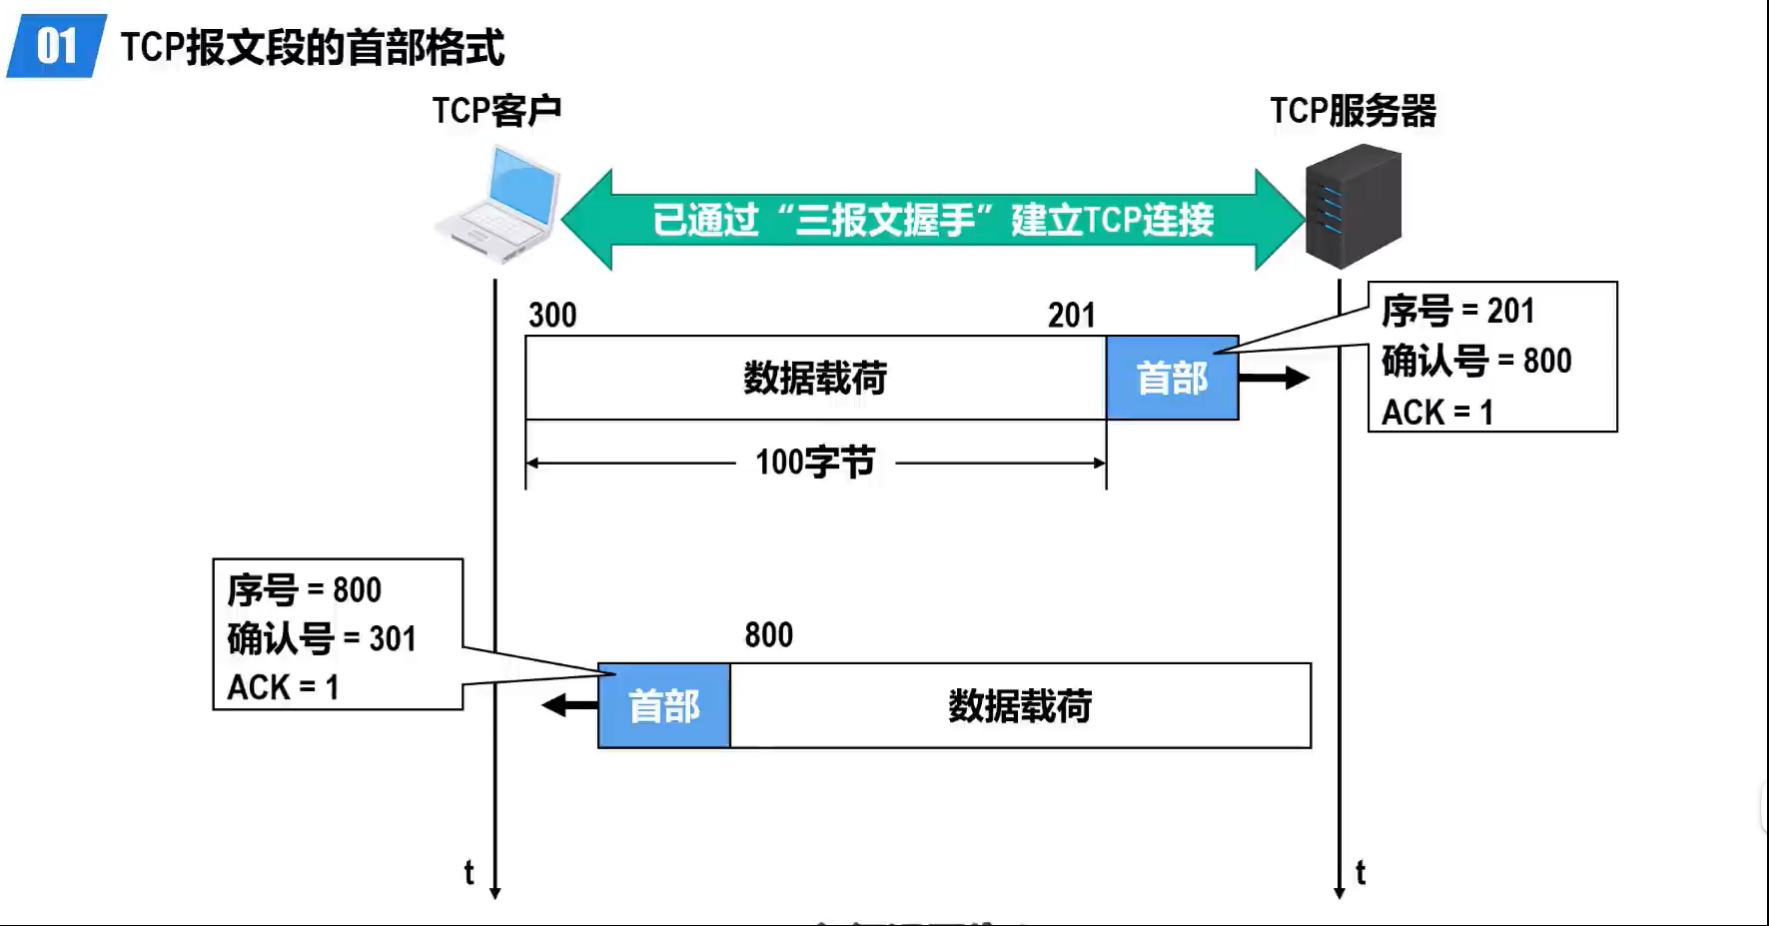 01 TCP报文段的首部格式
TCP客户
TCP服务器
已通过“三报文握手”建立TCP连接
300
201
数据载荷
首部
序号 = 201
确认号 = 800
ACK = 1
100字节
序号 = 800
确认号 = 301
ACK = 1
800
首部
数据载荷
t
t